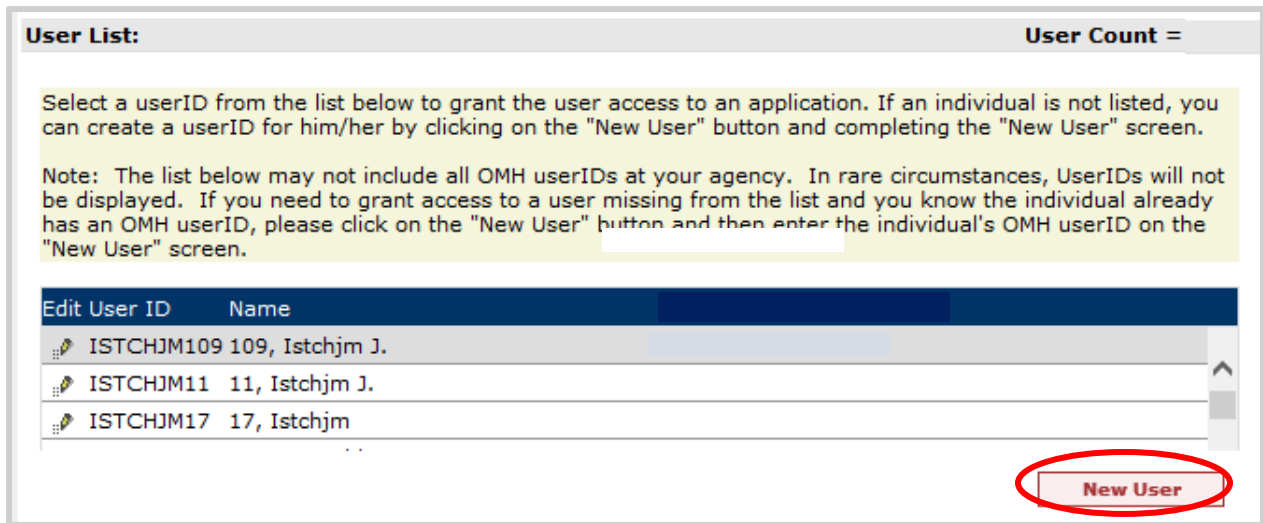 User List: User Count =
Select a userID from the list below to grant the user access to an application. If an individual is not listed, you
can create a userID for him/her by clicking on the "New User" button and completing the "New User" screen.
Note: The list below may not include all OMH userIDs at your agency. In rare circumstances, UserIDs will not
be displayed. If you need to grant access to a user missing from the list and you know the individual already
has an OMH userID, please click on the "New User" button and then enter the individual's OMH userID on the
"New User" screen.
Edit User ID Name
ISTCHJM109 109, Istchjm J.
ISTCHJM11 11, Istchjm J.
ISTCHJM17 17, Istchjm
New User